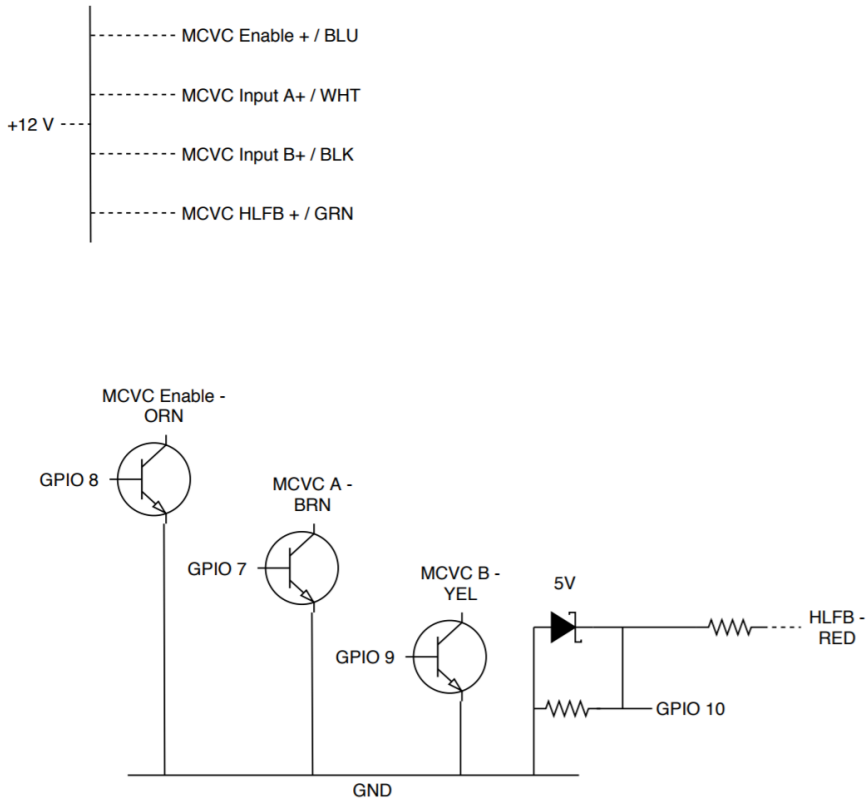 MCVC Enable + / BLU
MCVC Input A+ / WHT
+12 V
MCVC Input B+ / BLK
MCVC HLFB + / GRN
MCVC Enable -
ORN
GPIO 8
MCVC A -
BRN
GPIO 7
MCVC B -
YEL
GPIO 9
5V
HLFB -
RED
GPIO 10
GND